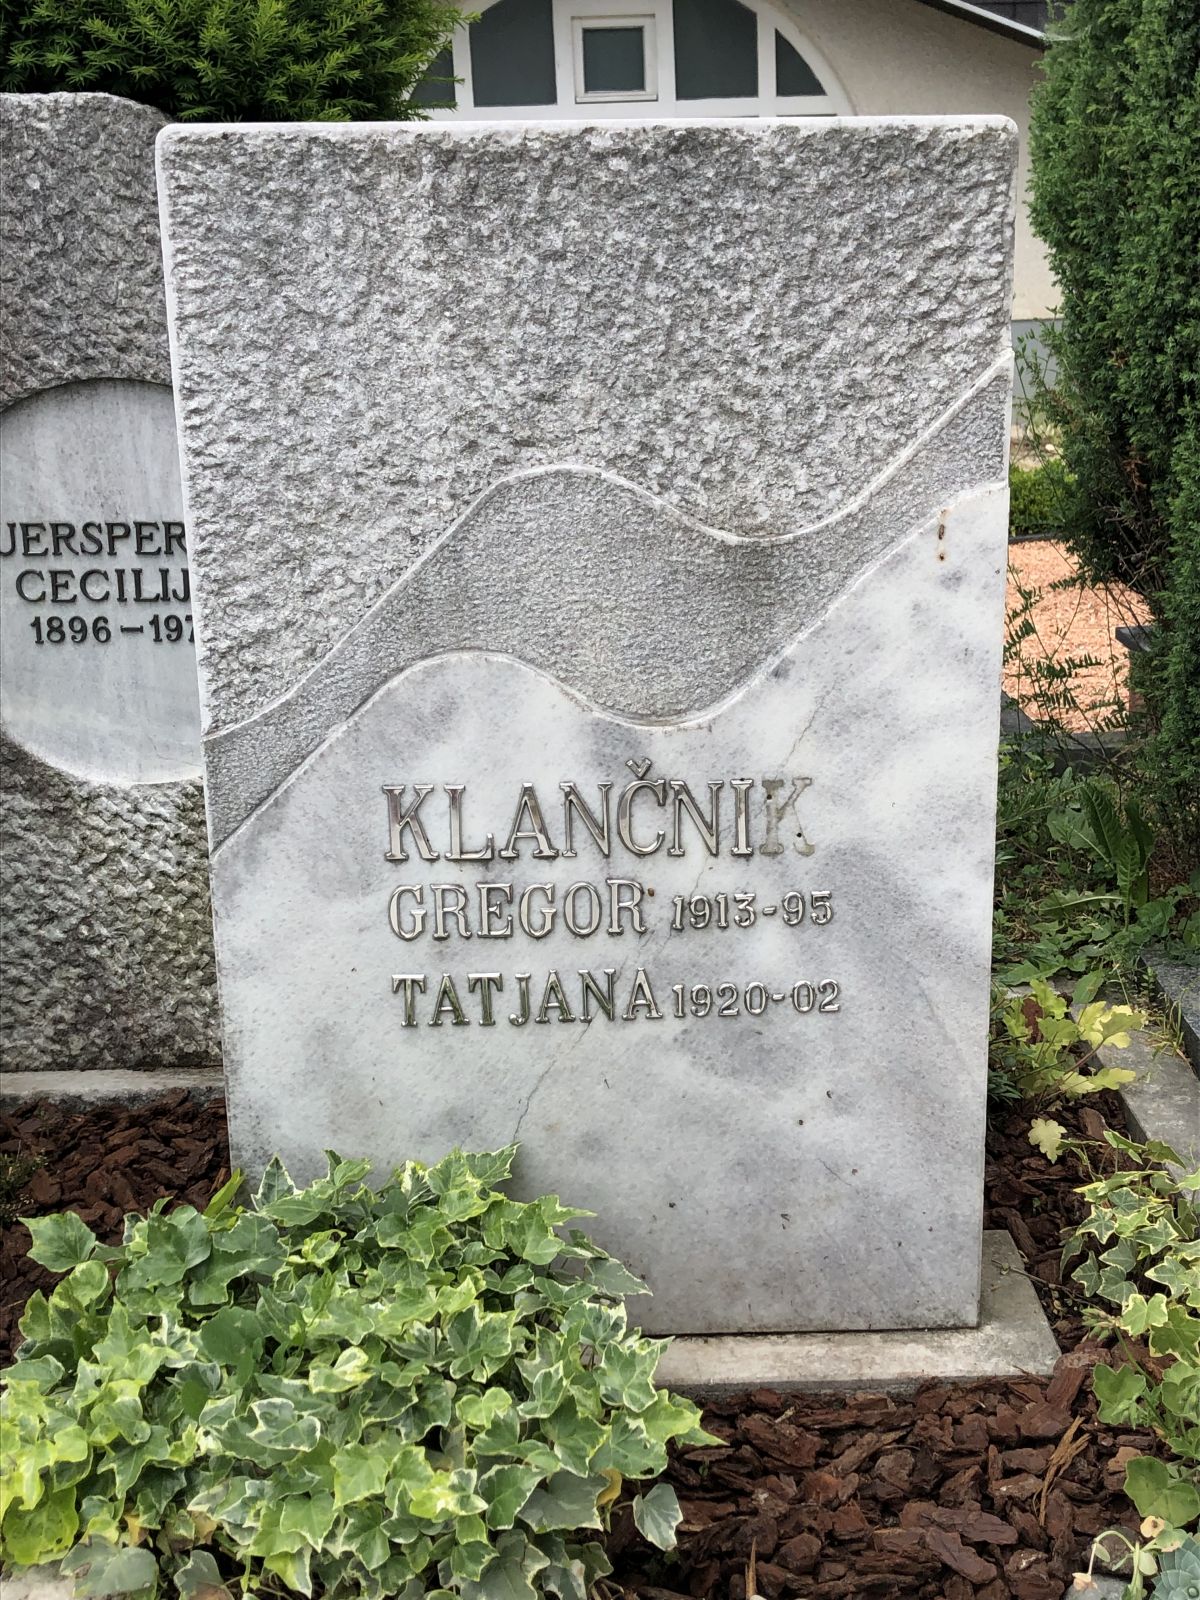 KLANČNIK
GREGOR 1913-95
TATJANA 1920-02
CECILIJ
1896-197